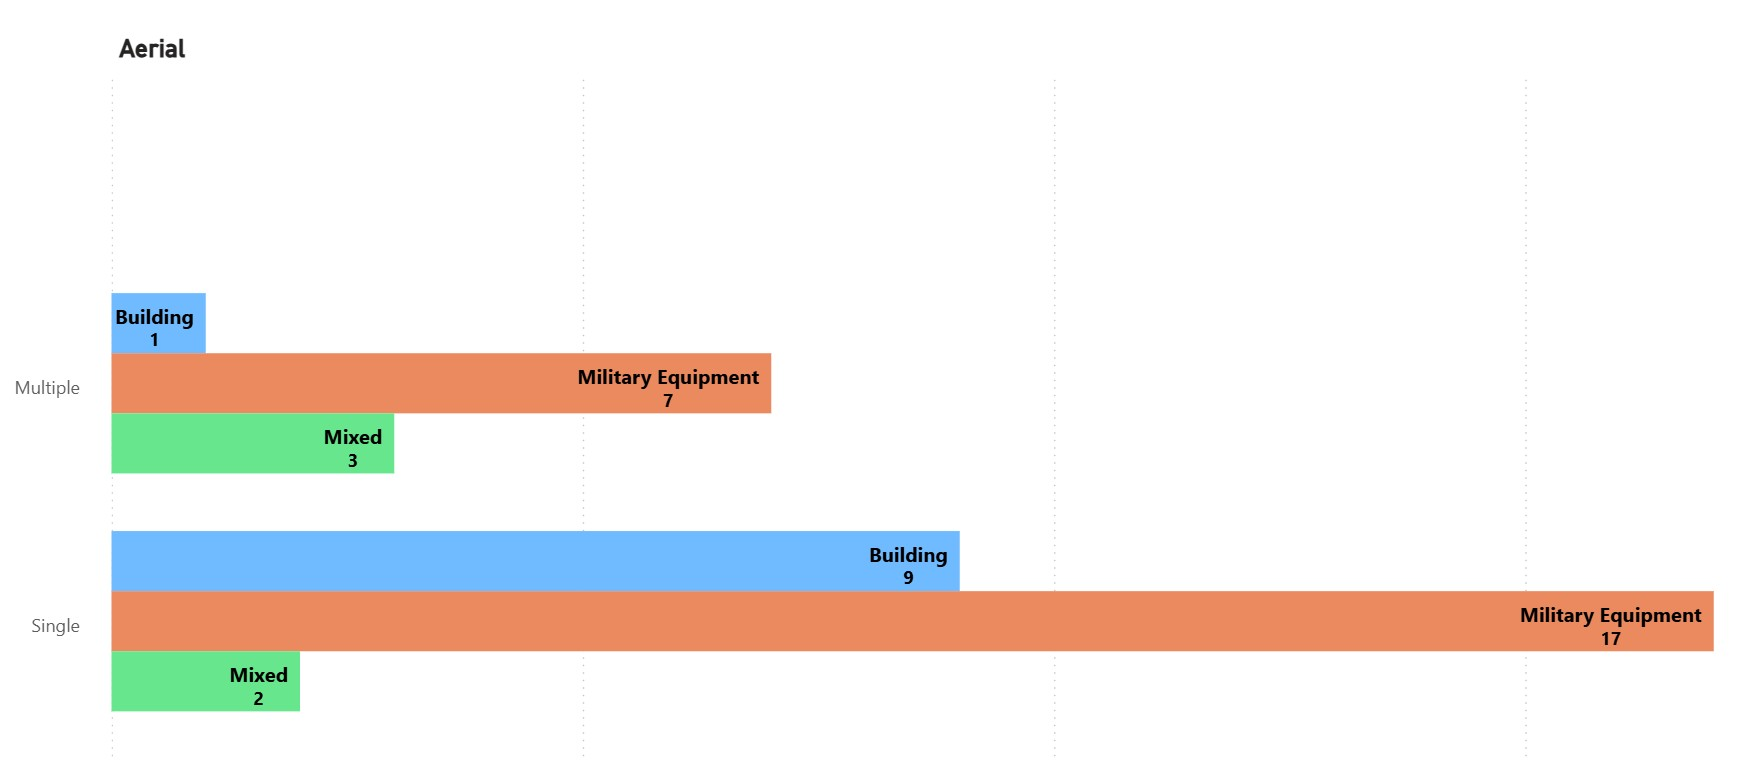 Aerial
Building
1
Multiple
Military Equipment
7
Mixed
3
Building
9
Single
Military Equipment
17
Mixed
2